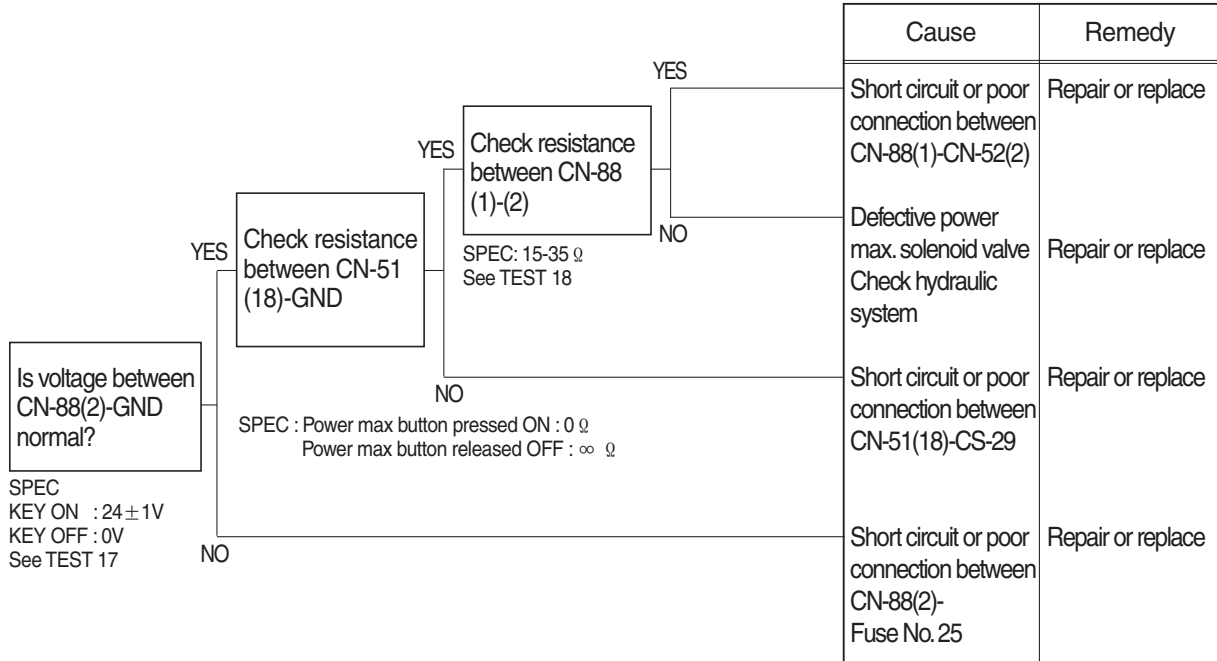 Cause
Remedy
YES
Short circuit or poor
connection between
CN-88(1)-CN-52(2)
Repair or replace
YES
Check resistance
between CN-88
(1)-(2)
NO
SPEC: 15-35 Ω
See TEST 18
Defective power
max. solenoid valve
Check hydraulic
system
Repair or replace
YES
Check resistance
between CN-51
(18)-GND
NO
SPEC : Power max button pressed ON : 0 Ω
Power max button released OFF : ∞ Ω
Short circuit or poor
connection between
CN-51(18)-CS-29
Repair or replace
Is voltage between
CN-88(2)-GND
normal?
SPEC
KEY ON : 24±1V
KEY OFF : 0V
See TEST 17
NO
Short circuit or poor
connection between
CN-88(2)-
Fuse No. 25
Repair or replace